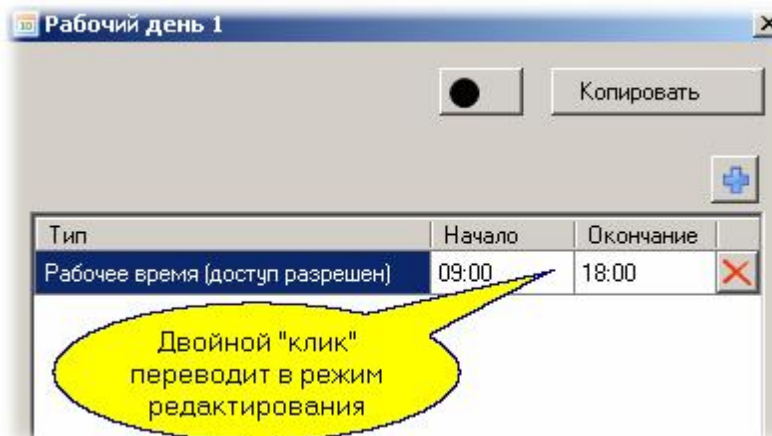 Рабочий день 1
Копировать
Тип Начало Окончание
Рабочее время (доступ разрешен) 09:00 18:00
Двойной "клик"
переводит в режим
редактирования